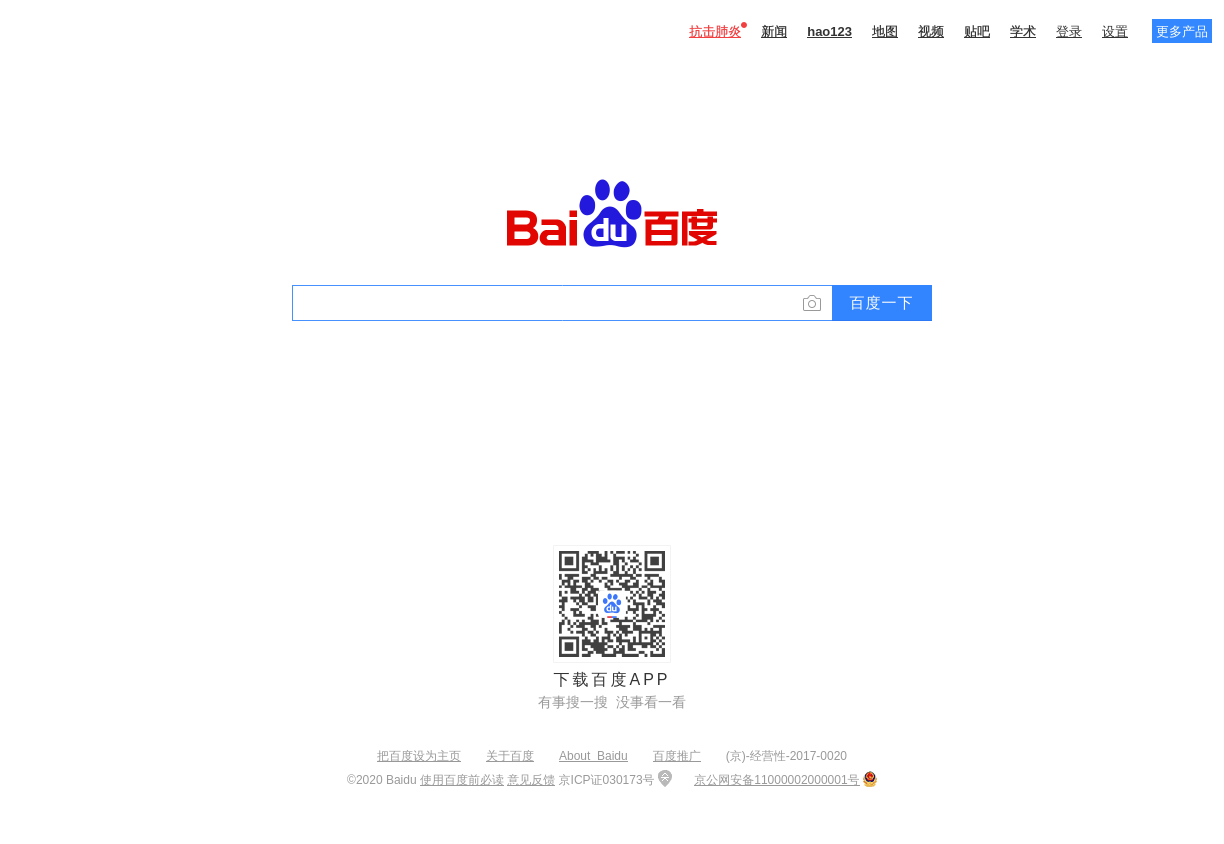 抗击肺炎 新闻 hao123 地图 视频 贴吧 学术 登录 设置 更多产品
Bai du 百度
百度一下
du
下载百度APP
有事搜一搜 没事看一看
把百度设为主页 关于百度 About Baidu 百度推广 (京)-经营性-2017-0020
©2020 Baidu 使用百度前必读 意见反馈 京ICP证030173号 京公网安备11000002000001号